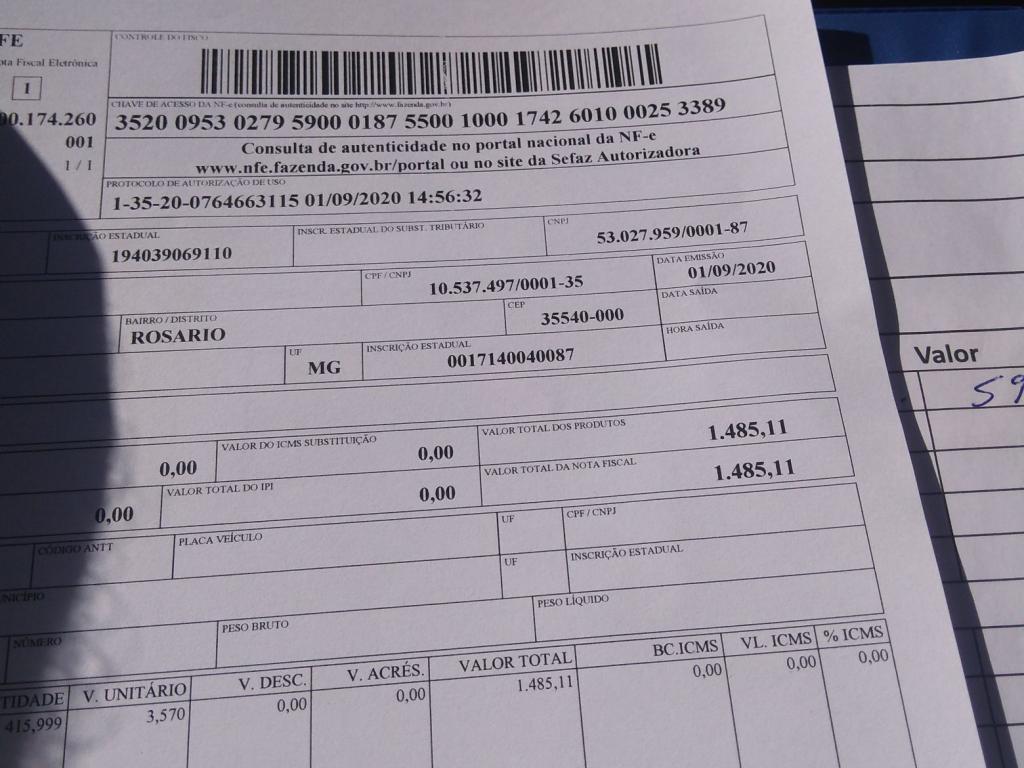 FE
ota Fiscal Eletrônica
1
00.174.260
001
1 / 1
CONTROLE DO FISCO
CHAVE DE ACESSO DA NF-e (consulta de autenticidade no site http://www.fazenda.gov.br)
3520 0953 0279 5900 0187 5500 1000 1742 6010 0025 3389
Consulta de autenticidade no portal nacional da NF-e
www.nfe.fazenda.gov.br/portal ou no site da Sefaz Autorizadora
PROTOCOLO DE AUTORIZAÇÃO DE USO
1-35-20-0764663115 01/09/2020 14:56:32
INSCRIÇÃO ESTADUAL
194039069110
INSCR. ESTADUAL DO SUBST. TRIBUTÁRIO
CNPJ
53.027.959/0001-87
CPF / CNPJ
10.537.497/0001-35
DATA EMISSÃO
01/09/2020
BAIRRO / DISTRITO
ROSARIO
CEP
35540-000
DATA SAÍDA
UF
MG
INSCRIÇÃO ESTADUAL
0017140040087
HORA SAÍDA
0,00
VALOR DO ICMS SUBSTITUIÇÃO
0,00
VALOR TOTAL DOS PRODUTOS
1.485,11
0,00
VALOR TOTAL DO IPI
0,00
VALOR TOTAL DA NOTA FISCAL
1.485,11
CÓDIGO ANTT
PLACA VEÍCULO
UF
CPF / CNPJ
UNICÍPIO
UF
INSCRIÇÃO ESTADUAL
NÚMERO
PESO BRUTO
PESO LÍQUIDO
TIDADE V. UNITÁRIO V. DESC. V. ACRÉS. VALOR TOTAL BC.ICMS VL. ICMS % ICMS
415,999 3,570 0,00 0,00 1.485,11 0,00 0,00 0,00
Valor
59